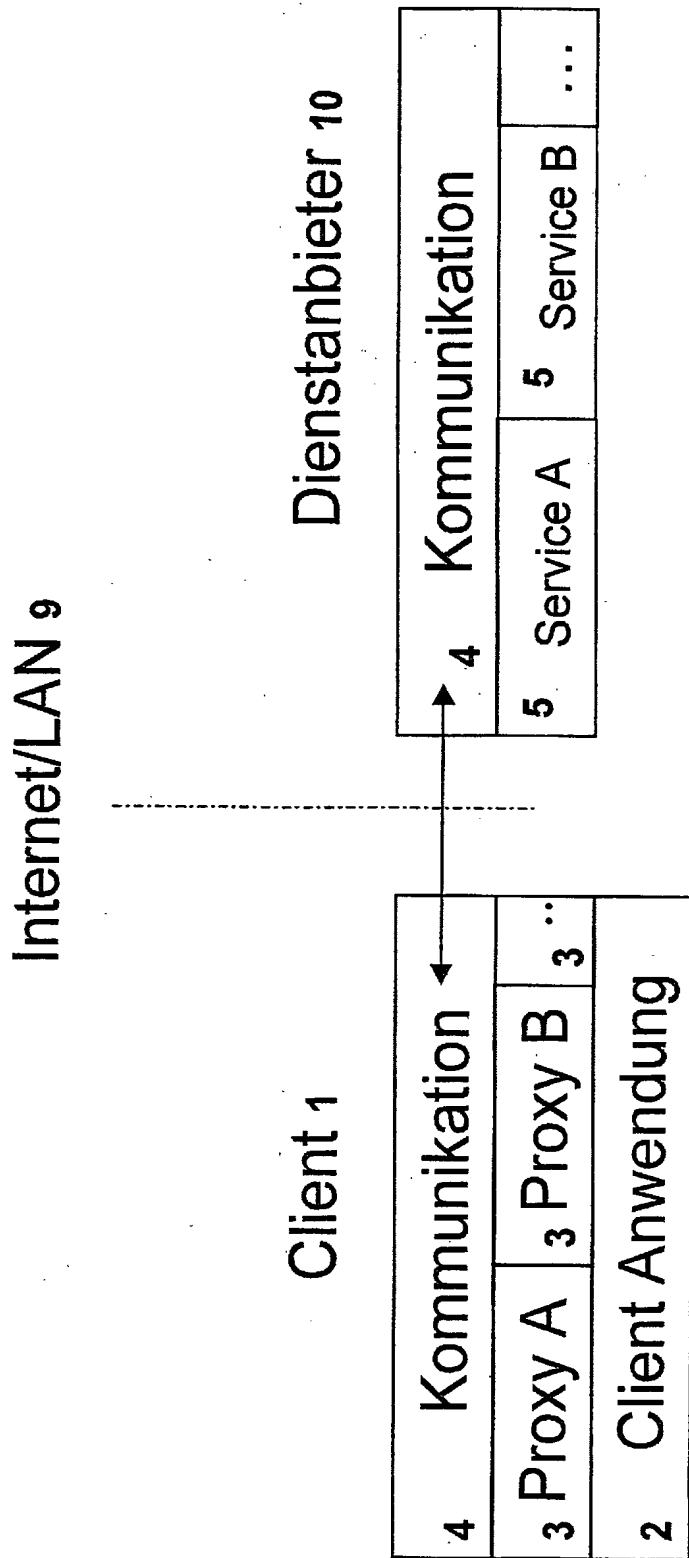 Internet/LAN 9
Client 1
Dienstanbieter 10
4 Kommunikation
3 Proxy A
3 Proxy B
3 ..
2 Client Anwendung
4 Kommunikation
5 Service A
5 Service B
...